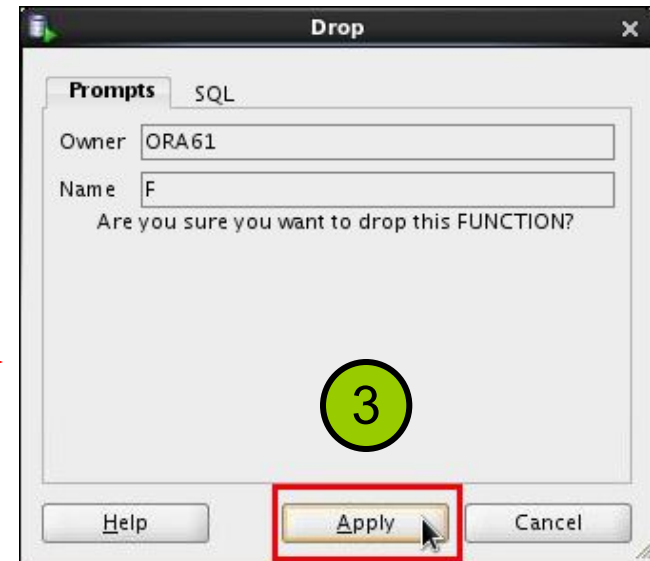 Drop
Prompts SQL
Owner ORA61
Name F
Are you sure you want to drop this FUNCTION?
3
Help Apply Cancel